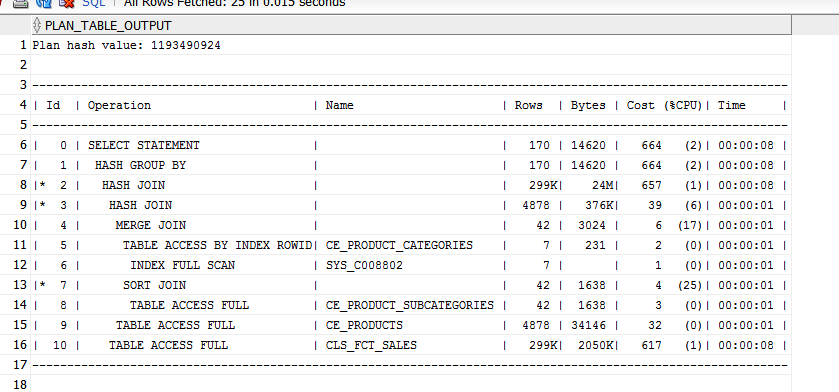 SQL | All Rows Fetched: 25 in 0.015 seconds
PLAN_TABLE_OUTPUT
1 Plan hash value: 1193490924
2
3 --------------------------------------------------------------------------------------------------------
4 | Id | Operation | Name | Rows | Bytes | Cost (%CPU)| Time |
5 --------------------------------------------------------------------------------------------------------
6 | 0 | SELECT STATEMENT | | 170 | 14620 | 664 (2)| 00:00:08 |
7 | 1 | HASH GROUP BY | | 170 | 14620 | 664 (2)| 00:00:08 |
8 |* 2 | HASH JOIN | | 299K| 24M| 657 (1)| 00:00:08 |
9 |* 3 | HASH JOIN | | 4878 | 376K| 39 (6)| 00:00:01 |
10 | 4 | MERGE JOIN | | 42 | 3024 | 6 (17)| 00:00:01 |
11 | 5 | TABLE ACCESS BY INDEX ROWID| CE_PRODUCT_CATEGORIES | 7 | 231 | 2 (0)| 00:00:01 |
12 | 6 | INDEX FULL SCAN | SYS_C008802 | 7 | | 1 (0)| 00:00:01 |
13 |* 7 | SORT JOIN | | 42 | 1638 | 4 (25)| 00:00:01 |
14 | 8 | TABLE ACCESS FULL | CE_PRODUCT_SUBCATEGORIES | 42 | 1638 | 3 (0)| 00:00:01 |
15 | 9 | TABLE ACCESS FULL | CE_PRODUCTS | 4878 | 34146 | 32 (0)| 00:00:01 |
16 | 10 | TABLE ACCESS FULL | CLS_FCT_SALES | 299K| 2050K| 617 (1)| 00:00:08 |
17 --------------------------------------------------------------------------------------------------------
18